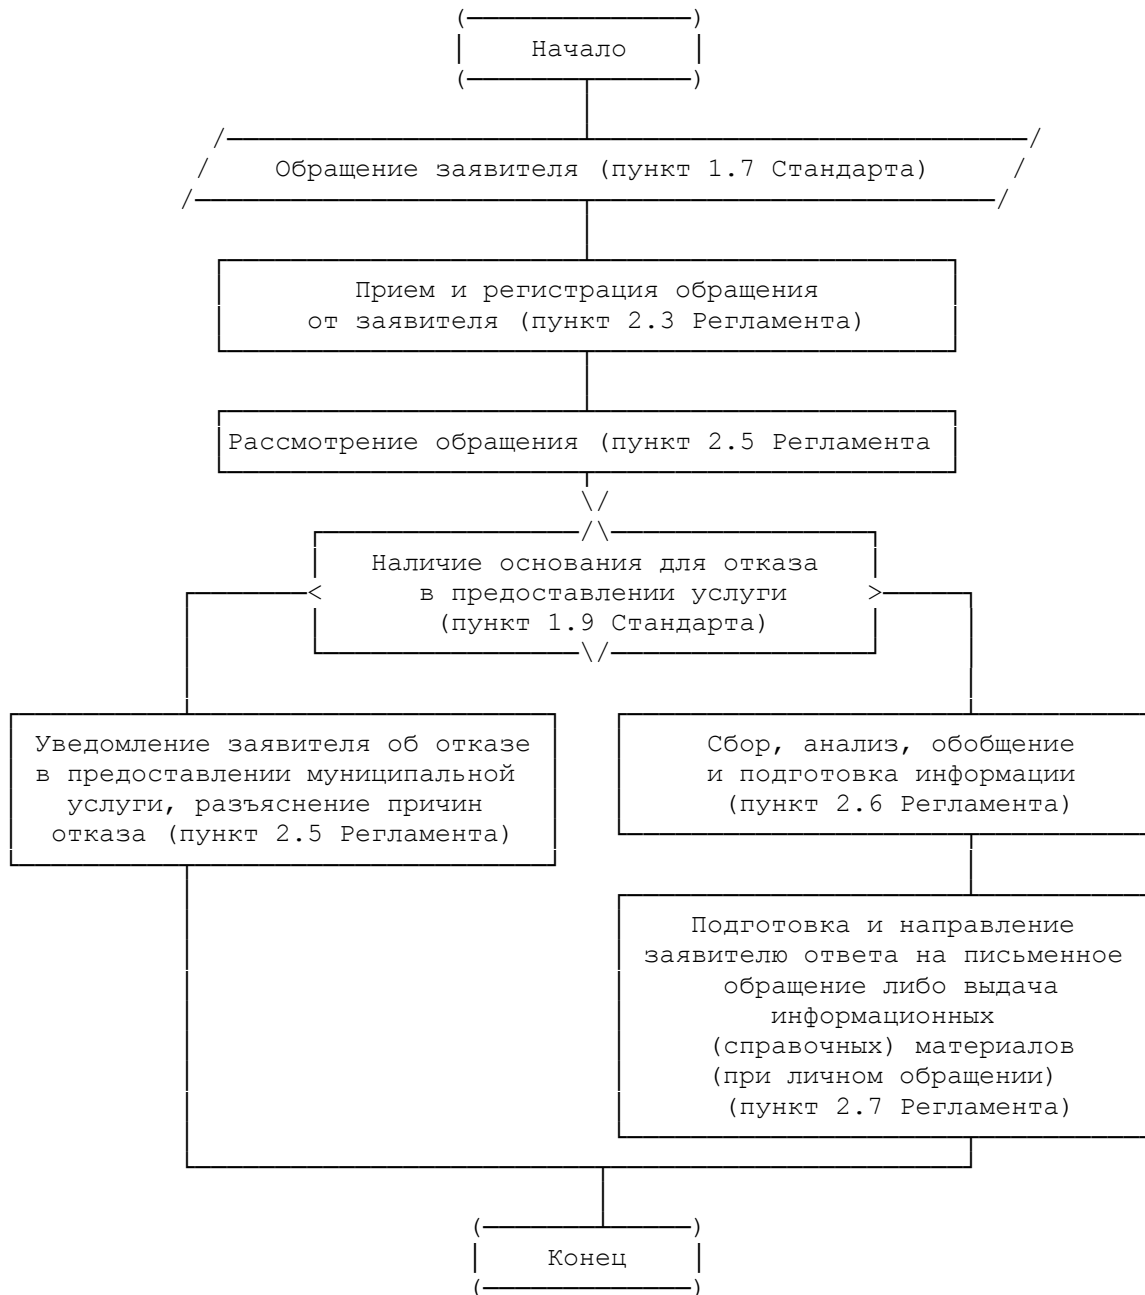 Начало
Обращение заявителя (пункт 1.7 Стандарта)
Прием и регистрация обращения
от заявителя (пункт 2.3 Регламента)
Рассмотрение обращения (пункт 2.5 Регламента
Наличие основания для отказа
в предоставлении услуги
(пункт 1.9 Стандарта)
Уведомление заявителя об отказе
в предоставлении муниципальной
услуги, разъяснение причин
отказа (пункт 2.5 Регламента)
Сбор, анализ, обобщение
и подготовка информации
(пункт 2.6 Регламента)
Подготовка и направление
заявителю ответа на письменное
обращение либо выдача
информационных
(справочных) материалов
(при личном обращении)
(пункт 2.7 Регламента)
Конец